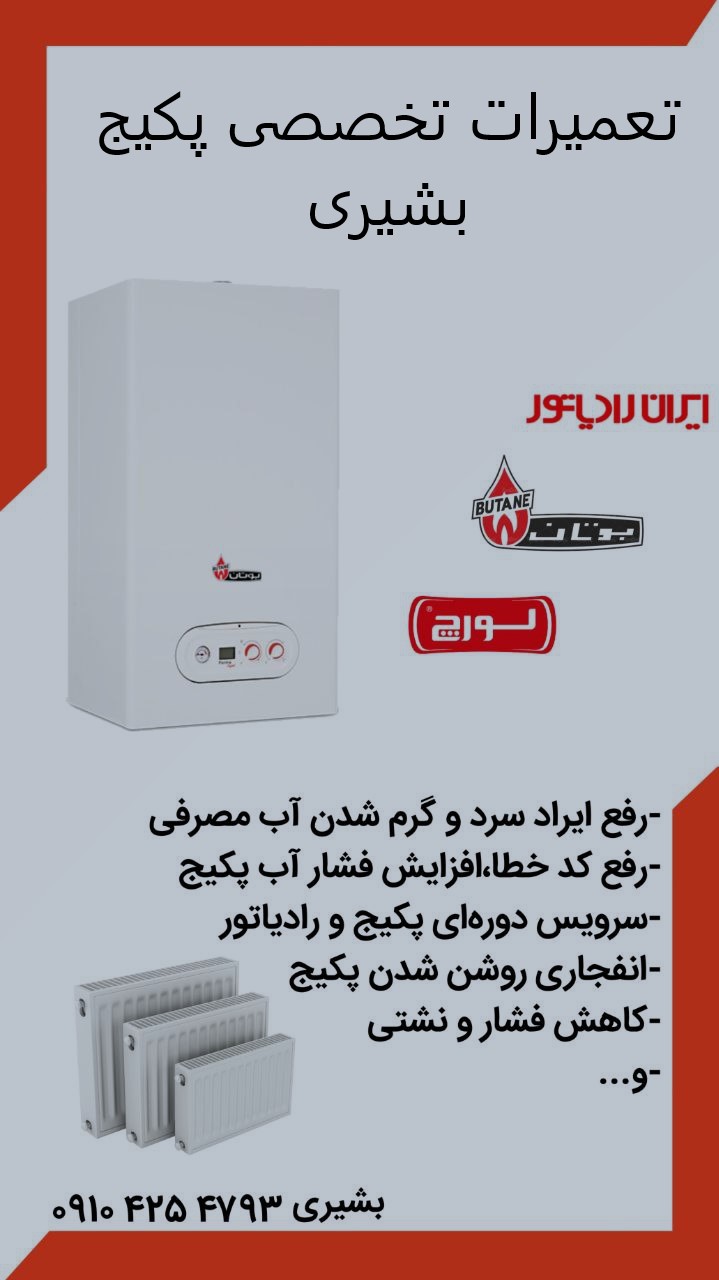 تعمیرات تخصصی پکیج
بشیری
ایران رادیاتور
BUTANE
بوتان
لورچ
®
BUTANE
بوتان
-رفع ایراد سرد و گرم شدن آب مصرفی
-رفع کد خطا،افزایش فشار آب پکیج
-سرویس دوره‌ای پکیج و رادیاتور
-انفجاری روشن شدن پکیج
-کاهش فشار و نشتی
-و...
بشیری ۰۹۱۰ ۴۲۵ ۴۷۹۳